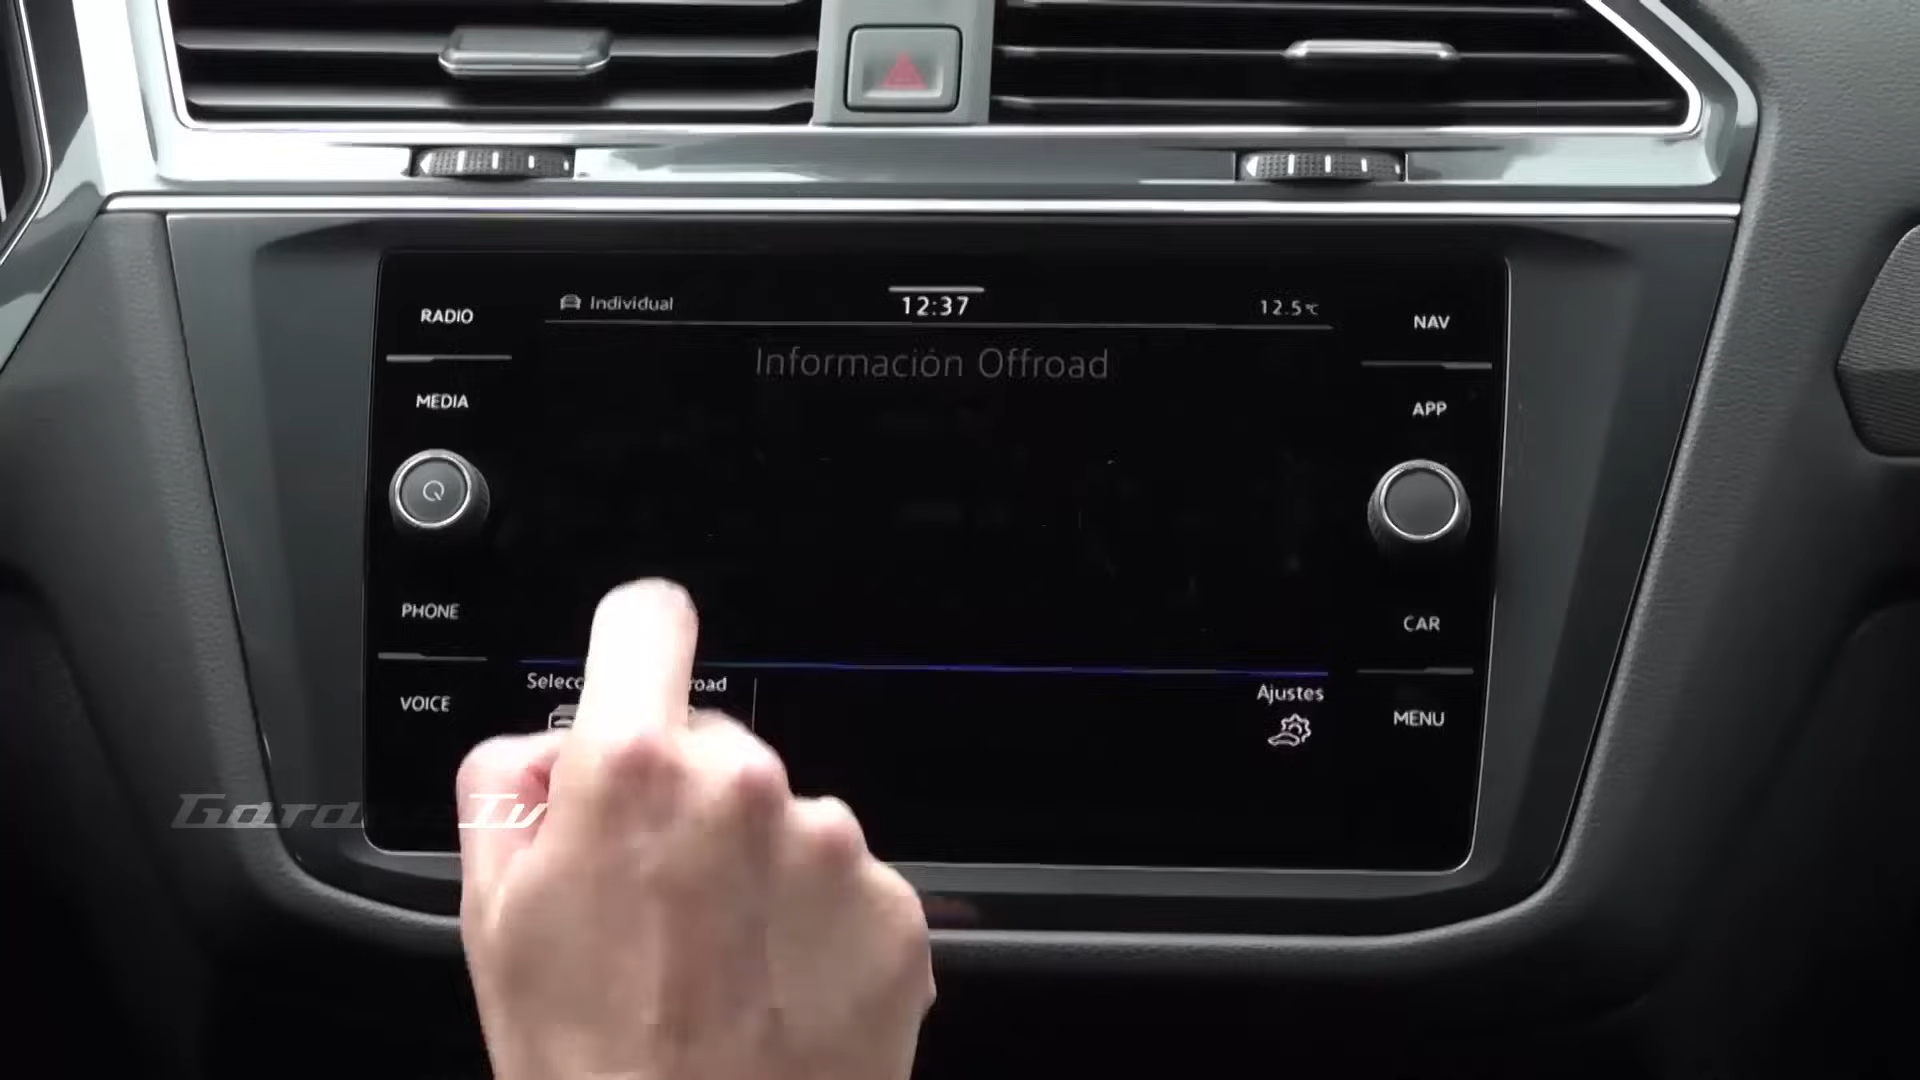 Individual
12:37
12.5°C
RADIO
NAV
Información Offroad
MEDIA
APP
PHONE
CAR
Ajustes
VOICE
MENU